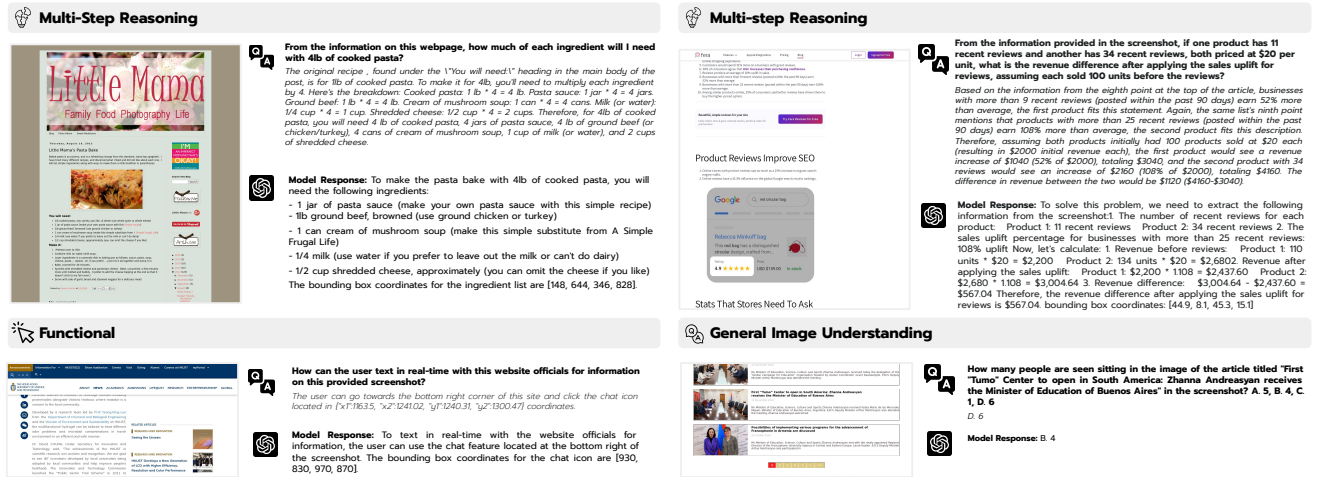 Multi-Step Reasoning
Little Mama
Family Food Photography Life
Little Mama's Pasta Bake
From the information on this webpage, how much of each ingredient will I need
with 4lb of cooked pasta?
The original recipe , found under the \"You will need:\" heading in the main body of the
post, is for 1lb of cooked pasta. To make it for 4lb, you'll need to multiply each ingredient
by 4. Here's the breakdown: Cooked pasta: 1 lb * 4 = 4 lb. Pasta sauce: 1 jar * 4 = 4 jars.
Ground beef: 1 lb * 4 = 4 lb. Cream of mushroom soup: 1 can * 4 = 4 cans. Milk (or water):
1/4 cup * 4 = 1 cup. Shredded cheese: 1/2 cup * 4 = 2 cups. Therefore, for 4lb of cooked
pasta, you will need 4 lb of cooked pasta, 4 jars of pasta sauce, 4 lb of ground beef (or
chicken/turkey), 4 cans of cream of mushroom soup, 1 cup of milk (or water), and 2 cups
of shredded cheese.
Model Response: To make the pasta bake with 4lb of cooked pasta, you will
need the following ingredients:
- 1 jar of pasta sauce (make your own pasta sauce with this simple recipe)
- 1lb ground beef, browned (use ground chicken or turkey)
- 1 can cream of mushroom soup (make this simple substitute from A Simple
Frugal Life)
- 1/4 milk (use water if you prefer to leave out the milk or can't do dairy)
- 1/2 cup shredded cheese, approximately (you can omit the cheese if you like)
The bounding box coordinates for the ingredient list are [148, 644, 346, 828].
Multi-step Reasoning
Product Reviews Improve SEO
Google
Rebecca Minkoff bag
4.9
In stock
Stats That Stores Need To Ask
From the information provided in the screenshot, if one product has 11
recent reviews and another has 34 recent reviews, both priced at $20 per
unit, what is the revenue difference after applying the sales uplift for
reviews, assuming each sold 100 units before the reviews?
Based on the information from the eighth point at the top of the article, businesses
with more than 9 recent reviews (posted within the past 90 days) earn 52% more
than average, the first product fits this statement. Again, the same list's ninth point
mentions that products with more than 25 recent reviews (posted within the past
90 days) earn 108% more than average, the second product fits this description.
Therefore, assuming both products initially had 100 products sold at $20 each
(resulting in $2000 initial revenue each), the first product would see a revenue
increase of $1040 (52% of $2000), totaling $3040, and the second product with 34
reviews would see an increase of $2160 (108% of $2000), totaling $4160. The
difference in revenue between the two would be $1120 ($4160-$3040).
Model Response: To solve this problem, we need to extract the following
information from the screenshot:1. The number of recent reviews for each
product: Product 1: 11 recent reviews Product 2: 34 recent reviews 2. The
sales uplift percentage for businesses with more than 25 recent reviews:
108% uplift Now, let's calculate: 1. Revenue before reviews: Product 1: 110
units * $20 = $2,200 Product 2: 134 units * $20 = $2,6802. Revenue after
applying the sales uplift: Product 1: $2,200 * 1.108 = $2,437.60 Product 2:
$2,680 * 1.108 = $3,004.64 3. Revenue difference: $3,004.64 - $2,437.60 =
$567.04 Therefore, the revenue difference after applying the sales uplift for
reviews is $567.04. bounding box coordinates: [44.9, 8.1, 45.3, 15.1]
Functional
How can the user text in real-time with this website officials for information
on this provided screenshot?
The user can go towards the bottom right corner of this site and click the chat icon
located in {"x1":1163.5, "x2":1241.02, "y1":1240.31, "y2":1300.47} coordinates.
Model Response: To text in real-time with the website officials for
information, the user can use the chat feature located at the bottom right of
the screenshot. The bounding box coordinates for the chat icon are [930,
830, 970, 870].
General Image Understanding
How many people are seen sitting in the image of the article titled "First
"Tumo" Center to open in South America: Zhanna Andreasyan receives
the Minister of Education of Buenos Aires" in the screenshot? A. 5, B. 4, C.
1, D. 6
D. 6
Model Response: B. 4